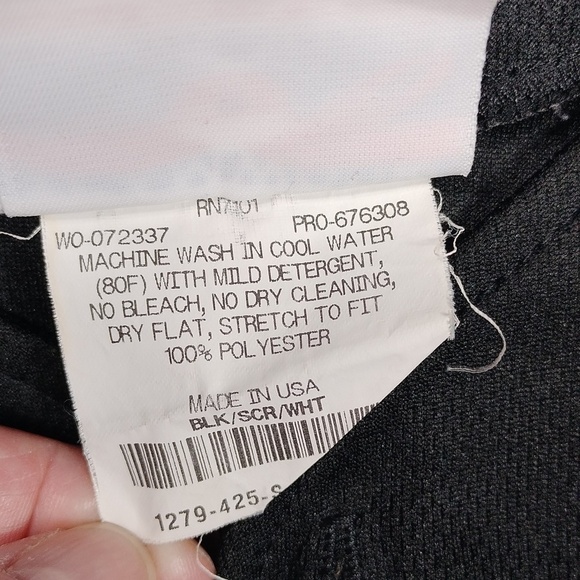 WO-072337
PRO-676308
MACHINE WASH IN COOL WATER
(80F) WITH MILD DETERGENT,
NO BLEACH, NO DRY CLEANING,
DRY FLAT, STRETCH TO FIT
100% POLYESTER
MADE IN USA
BLK/SCR/WHT
1279-425-S